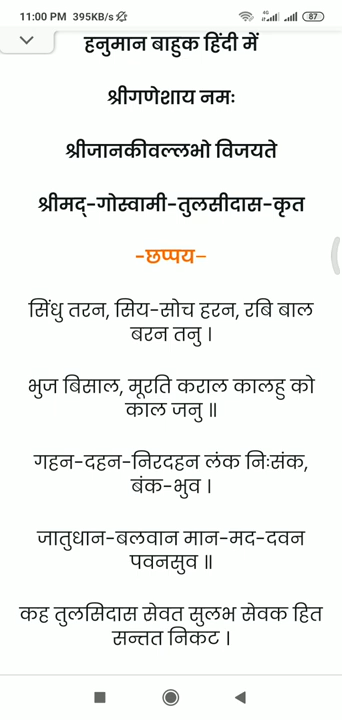 11:00 PM 395KB/s
4G
87
हनुमान बाहुक हिंदी में
श्रीगणेशाय नमः
श्रीजानकीवल्लभो विजयते
श्रीमद्-गोस्वामी-तुलसीदास-कृत
-छप्पय–
सिंधु तरन, सिय-सोच हरन, रबि बाल
बरन तनु ।
भुज बिसाल, मूरति कराल कालहु को
काल जनु ॥
गहन-दहन-निरदहन लंक निःसंक,
बंक-भुव ।
जातुधान-बलवान मान-मद-दवन
पवनसुव ॥
कह तुलसिदास सेवत सुलभ सेवक हित
सन्तत निकट ।